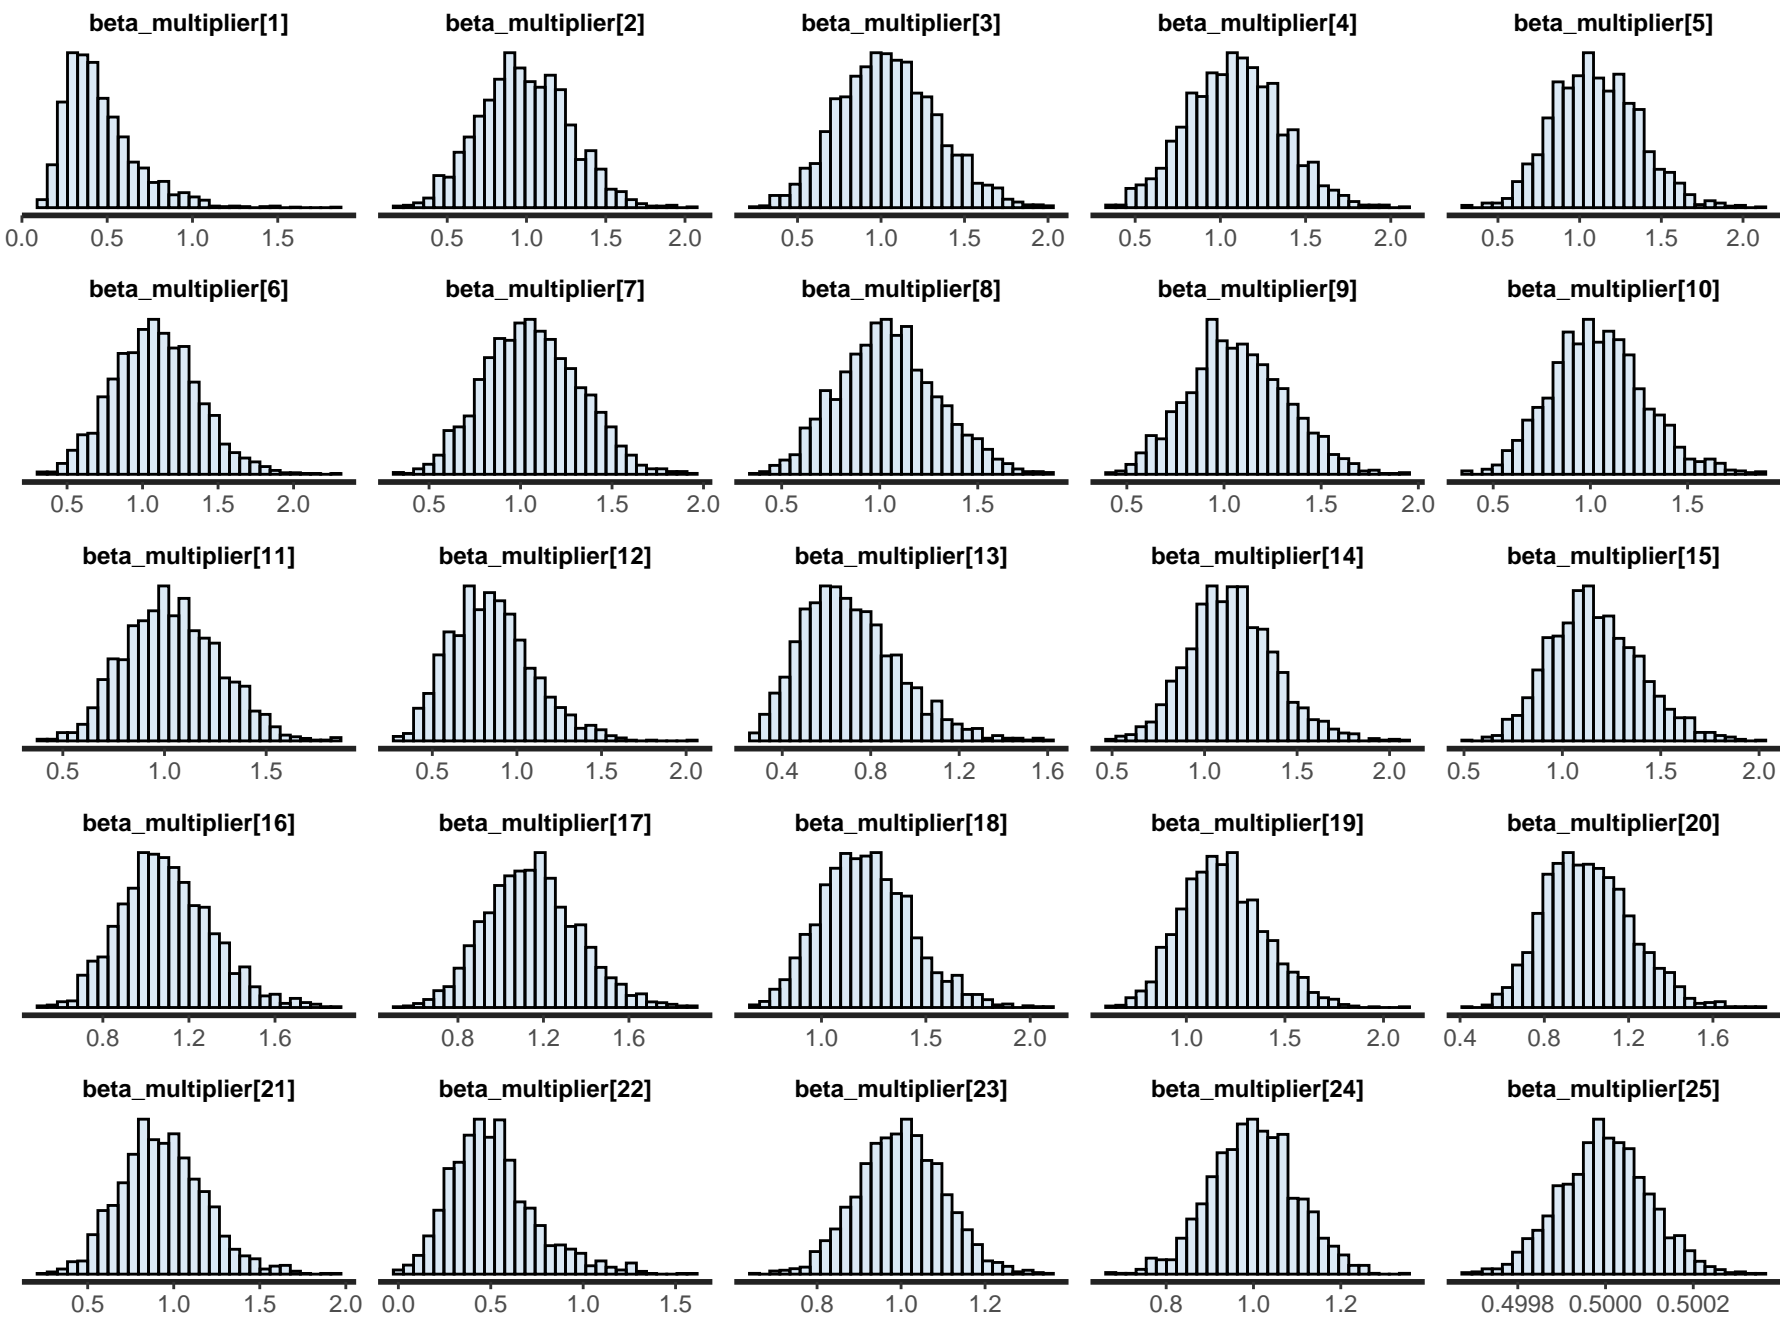 beta_multiplier[1] beta_multiplier[2] beta_multiplier[3] beta_multiplier[4] beta_multiplier[5]
0.0 0.5 1.0 1.5 0.5 1.0 1.5 2.0 0.5 1.0 1.5 2.0 0.5 1.0 1.5 2.0 0.5 1.0 1.5 2.0
beta_multiplier[6] beta_multiplier[7] beta_multiplier[8] beta_multiplier[9] beta_multiplier[10]
0.5 1.0 1.5 2.0 0.5 1.0 1.5 2.0 0.5 1.0 1.5 0.5 1.0 1.5 2.0 0.5 1.0 1.5
beta_multiplier[11] beta_multiplier[12] beta_multiplier[13] beta_multiplier[14] beta_multiplier[15]
0.5 1.0 1.5 0.5 1.0 1.5 2.0 0.4 0.8 1.2 1.6 0.5 1.0 1.5 2.0 0.5 1.0 1.5 2.0
beta_multiplier[16] beta_multiplier[17] beta_multiplier[18] beta_multiplier[19] beta_multiplier[20]
0.8 1.2 1.6 0.8 1.2 1.6 1.0 1.5 2.0 1.0 1.5 2.0 0.4 0.8 1.2 1.6
beta_multiplier[21] beta_multiplier[22] beta_multiplier[23] beta_multiplier[24] beta_multiplier[25]
0.5 1.0 1.5 2.0 0.0 0.5 1.0 1.5 0.8 1.0 1.2 0.8 1.0 1.2 0.4998 0.5000 0.5002